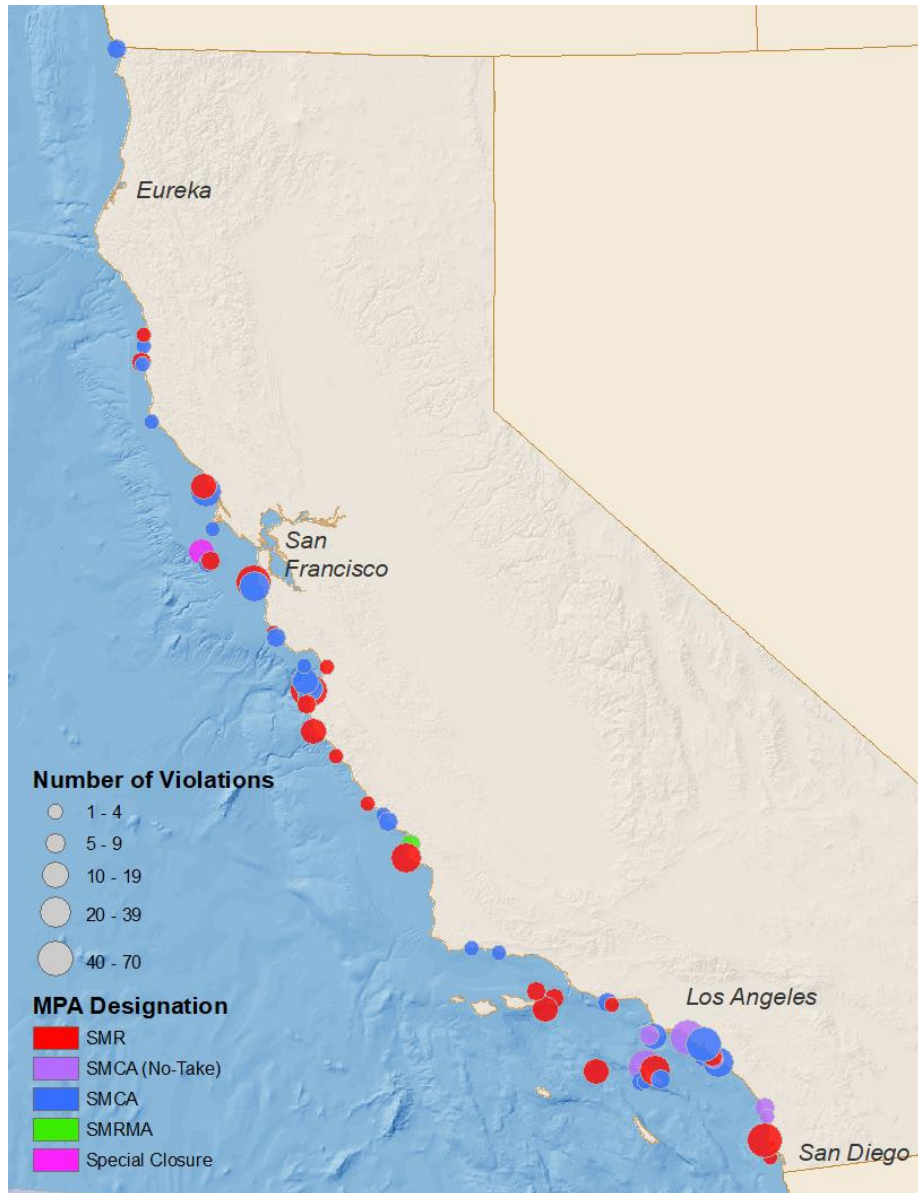 Eureka
San
Francisco
Number of Violations
1 - 4
5 - 9
10 - 19
20 - 39
40 - 70
MPA Designation
SMR
SMCA (No-Take)
SMCA
SMRMA
Special Closure
Los Angeles
San Diego